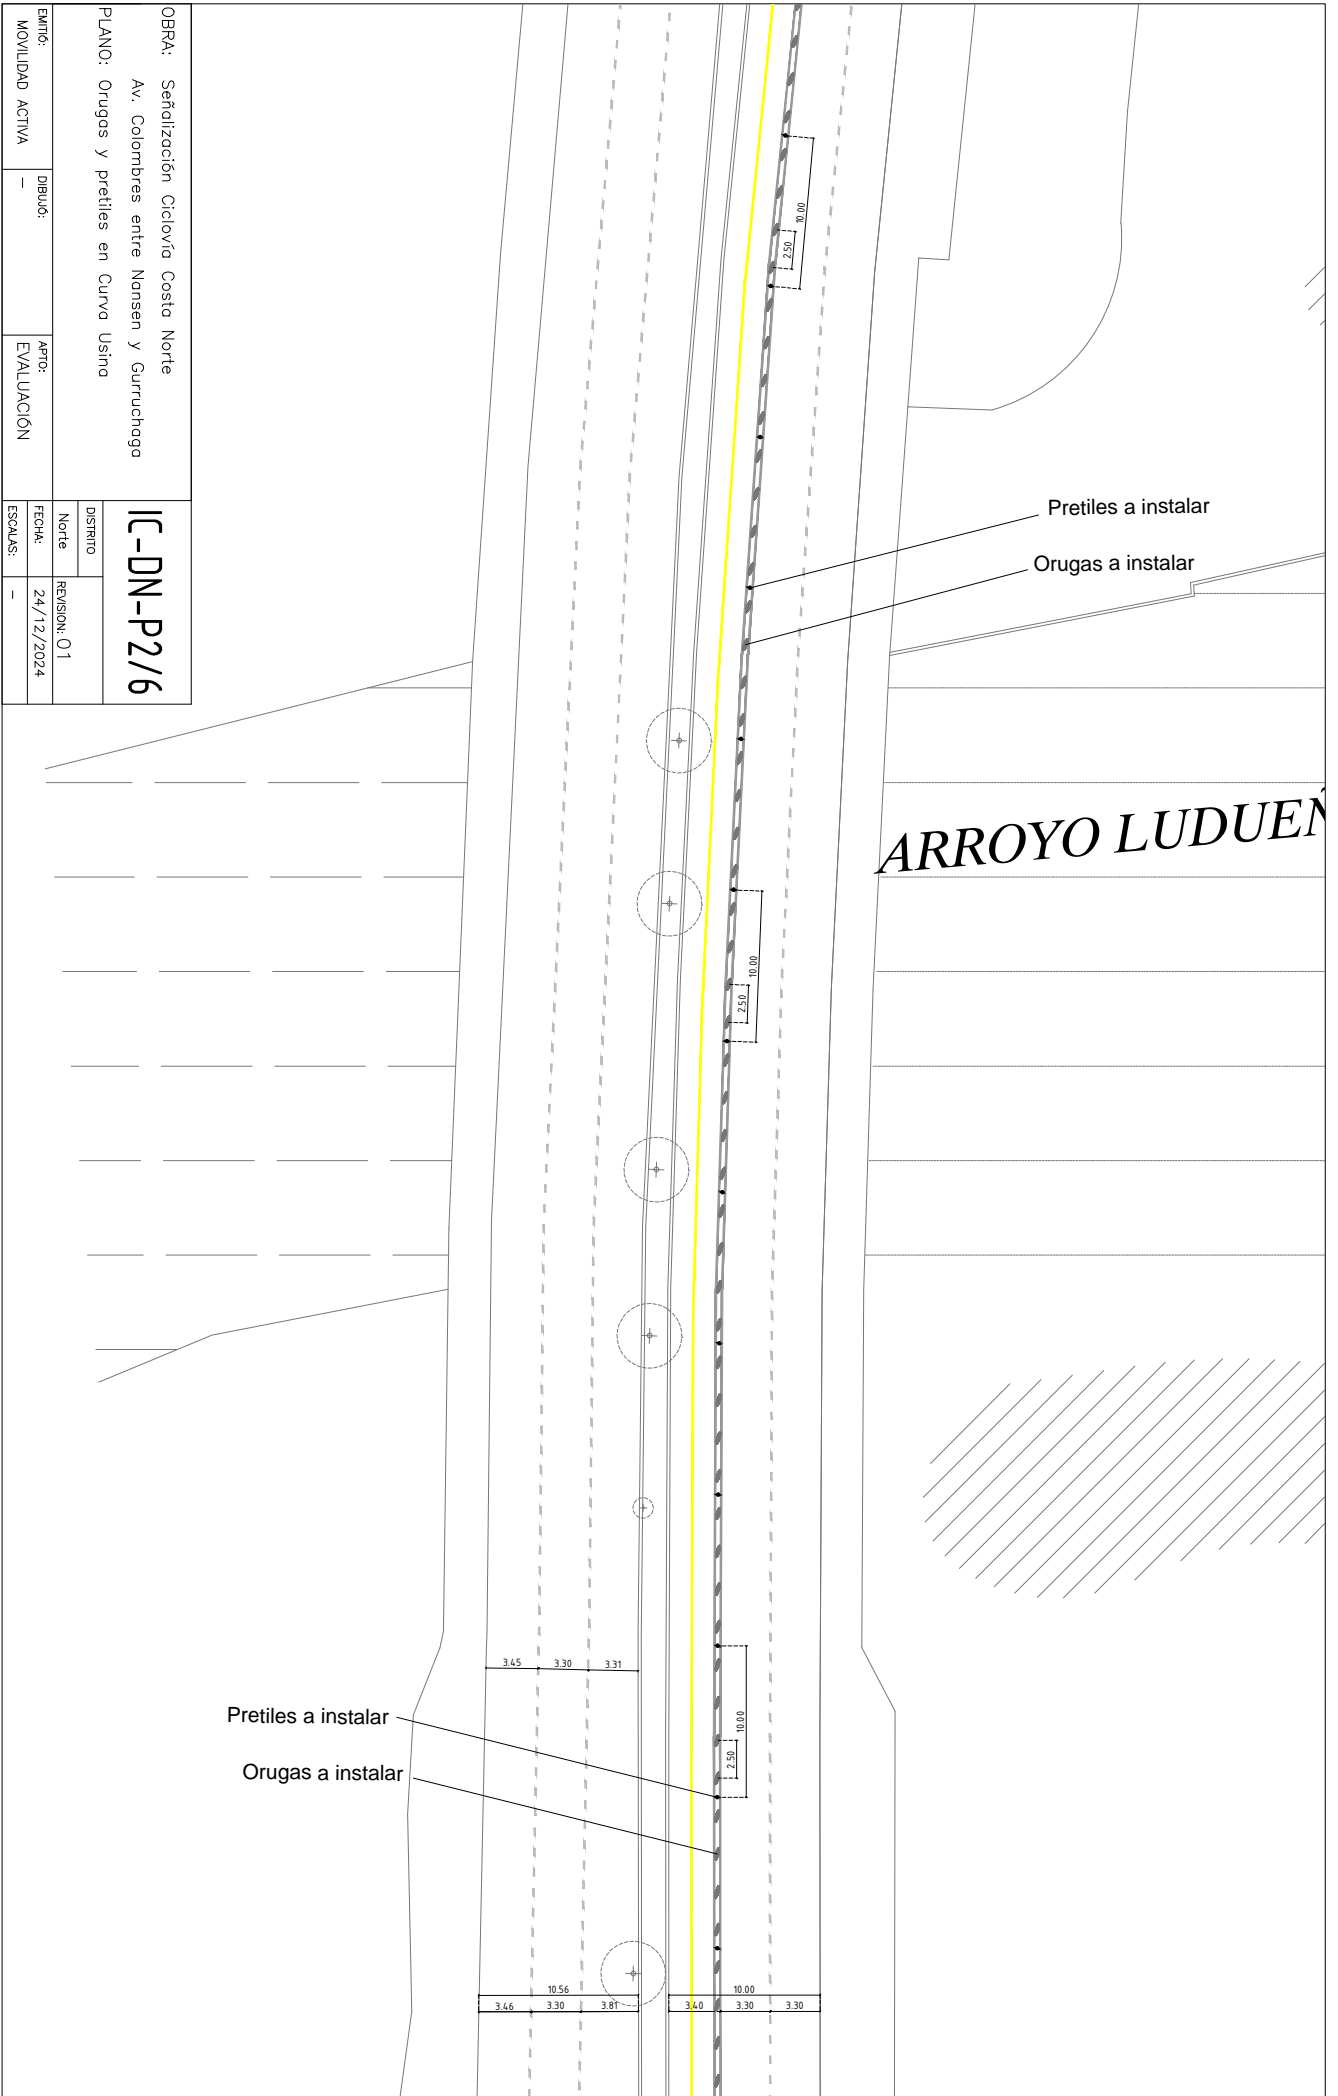 OBRA: Señalización Ciclovía Costa Norte
Av. Colombres entre Nansen y Gurruchaga
PLANO: Orugas y pretiles en Curva Usina
EMITIÓ:
MOVILIDAD ACTIVA
DIBUJÓ:
–
APTO:
EVALUACIÓN
IC-DN-P2/6
DISTRITO
Norte
REVISION: 01
FECHA:
24/12/2024
ESCALAS:
–
10.00
2.50
Pretiles a instalar
Orugas a instalar
ARROYO LUDUEÑ
10.00
2.50
3.45
3.30
3.31
Pretiles a instalar
10.00
2.50
Orugas a instalar
10.56
10.00
3.46
3.30
3.81
3.40
3.30
3.30